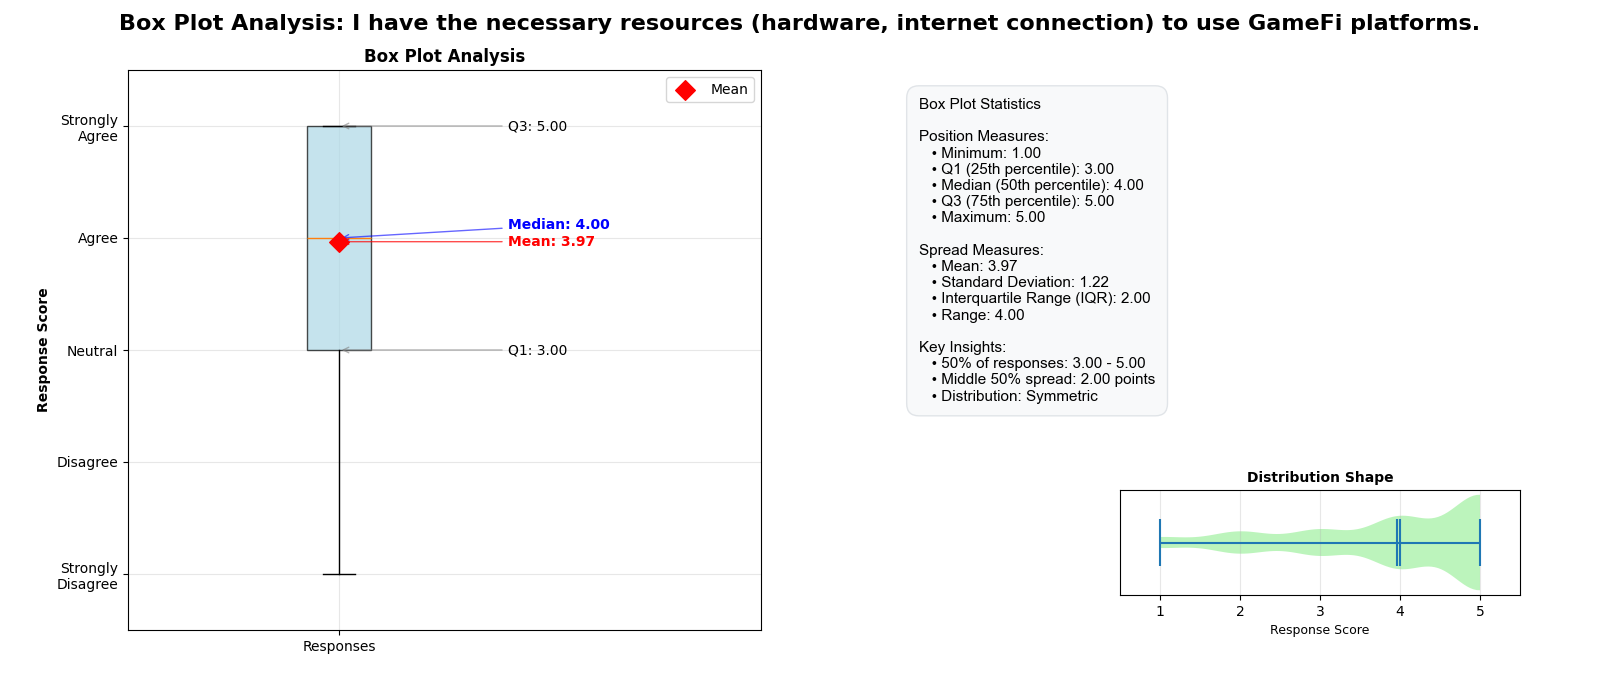 Box Plot Analysis: I have the necessary resources (hardware, internet connection) to use GameFi platforms.
Box Plot Analysis
Mean
Strongly
Agree
Agree
Neutral
Disagree
Strongly
Disagree
Response Score
Q3: 5.00
Median: 4.00
Mean: 3.97
Q1: 3.00
Responses
Box Plot Statistics
Position Measures:
• Minimum: 1.00
• Q1 (25th percentile): 3.00
• Median (50th percentile): 4.00
• Q3 (75th percentile): 5.00
• Maximum: 5.00
Spread Measures:
• Mean: 3.97
• Standard Deviation: 1.22
• Interquartile Range (IQR): 2.00
• Range: 4.00
Key Insights:
• 50% of responses: 3.00 - 5.00
• Middle 50% spread: 2.00 points
• Distribution: Symmetric
Distribution Shape
1 2 3 4 5
Response Score